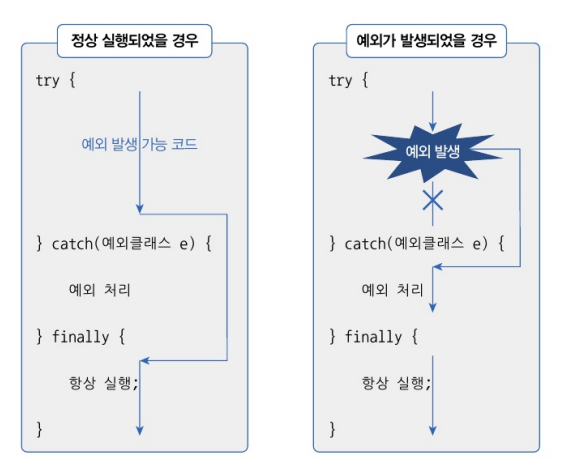 정상 실행되었을 경우
try {
예외 발생 가능 코드
} catch(예외클래스 e) {
예외 처리
} finally {
항상 실행;
}
예외가 발생되었을 경우
try {
예외 발생
} catch(예외클래스 e) {
예외 처리
} finally {
항상 실행;
}